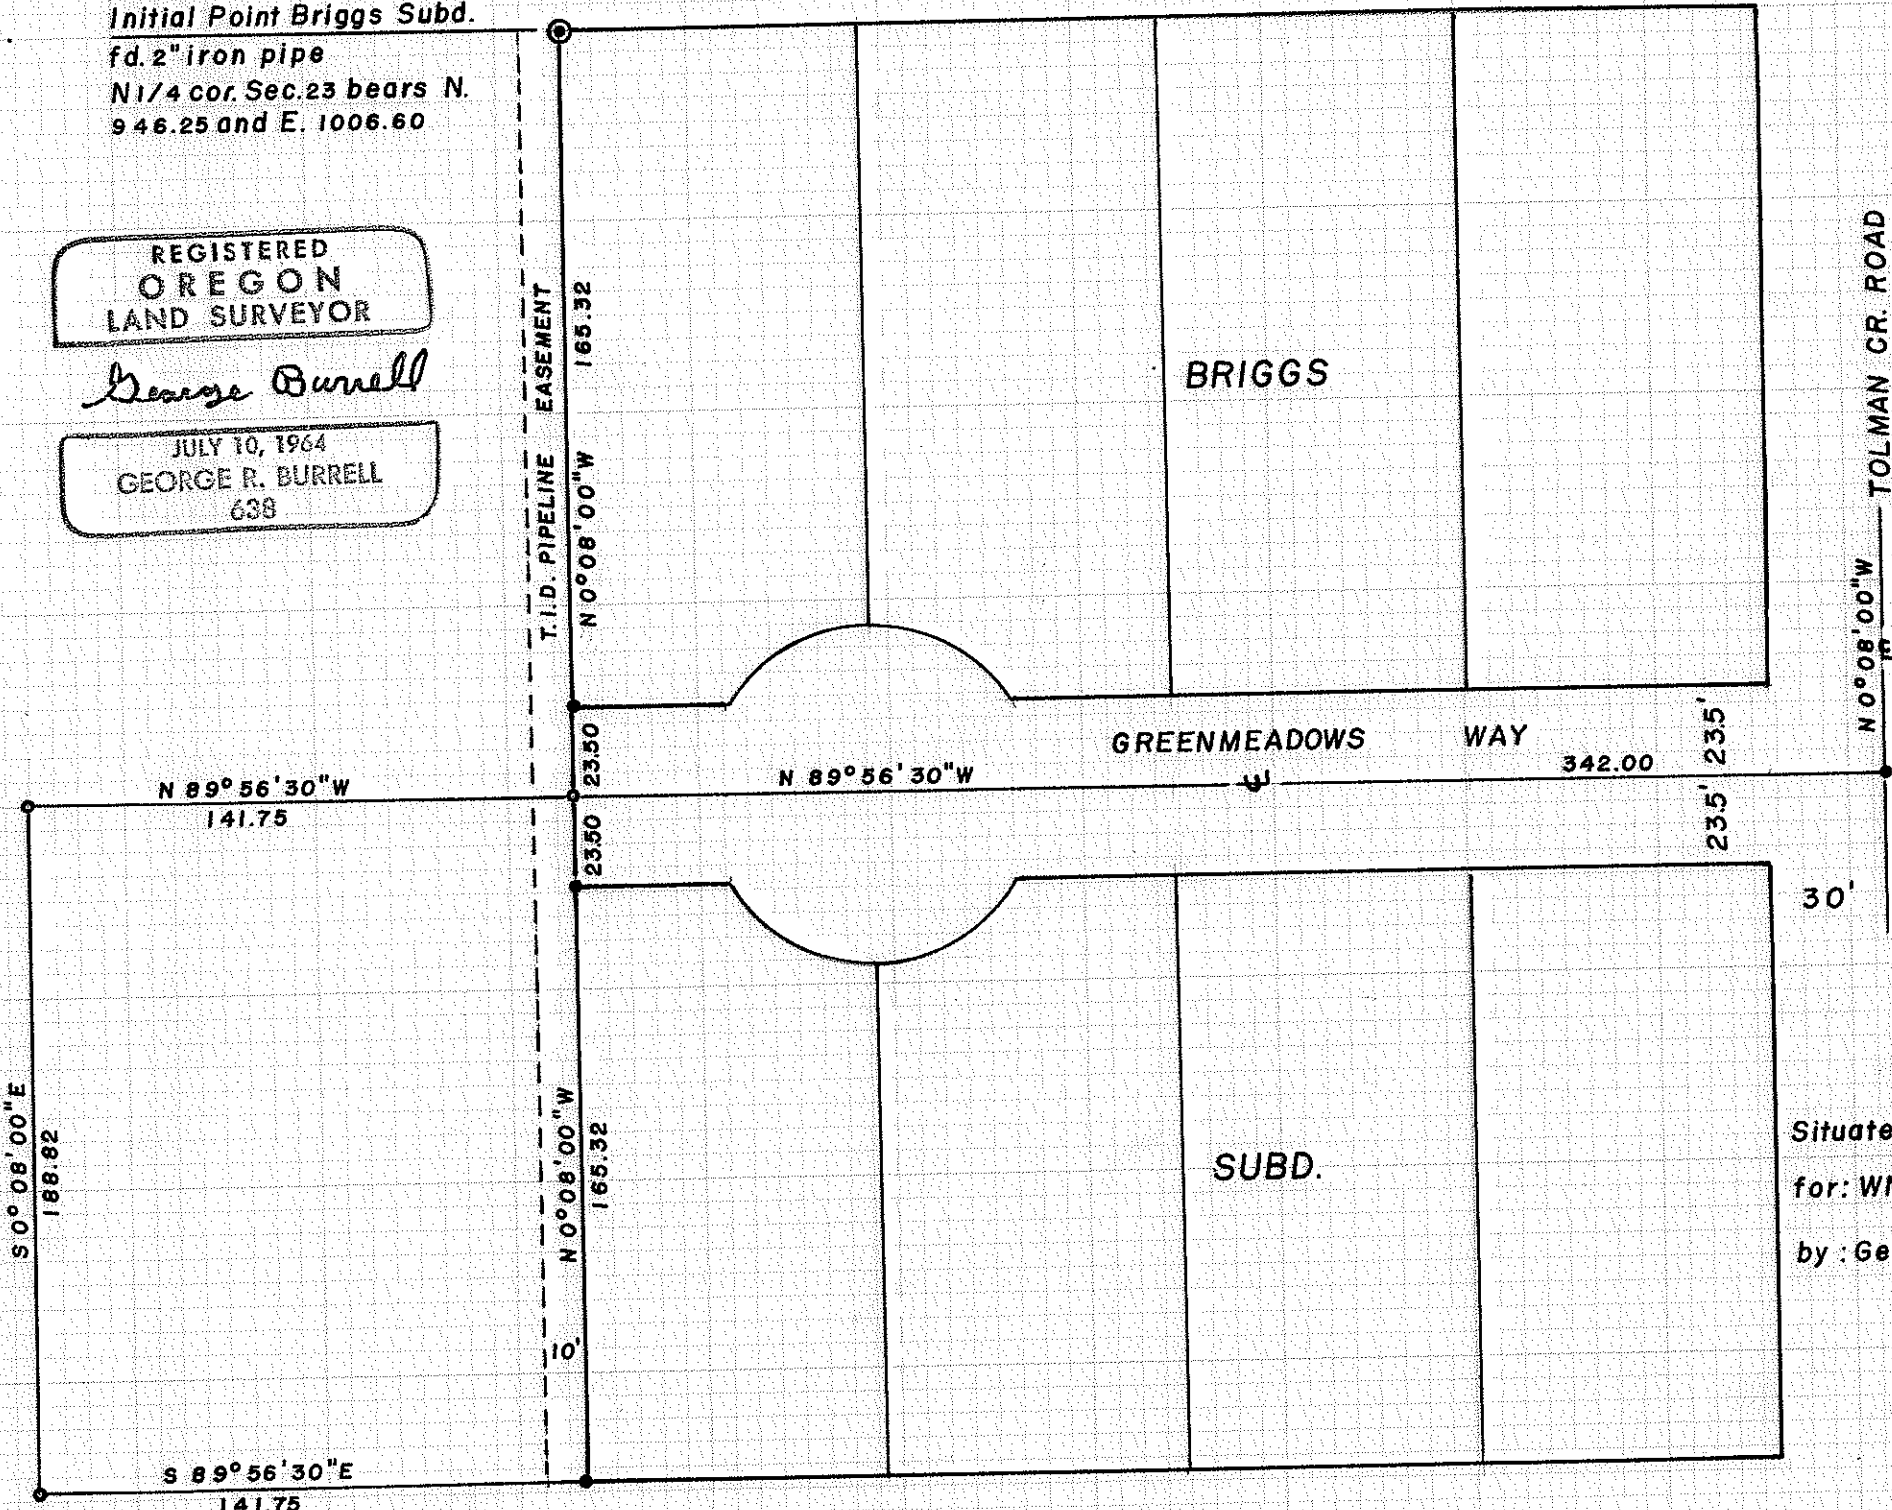 Initial Point Briggs Subd.
fd. 2" iron pipe
N 1/4 cor. Sec. 23 bears N.
946.25 and E. 1006.60
REGISTERED
OREGON
LAND SURVEYOR
George Burrell
JULY 10, 1964
GEORGE R. BURRELL
638
T.I.D. PIPELINE EASEMENT
N 0°08'00"W
165.32
BRIGGS
TOLMAN CR. ROAD
N 0°08'00"W
23.50
GREENMEADOWS WAY
23.5'
N 89°56'30"W
141.75
N 89°56'30"W
342.00
23.50
23.5'
30'
S 0°08'00"E
188.82
N 0°08'00"W
165.32
SUBD.
Situate
for:
by:
10'
S 89°56'30"E
141.75